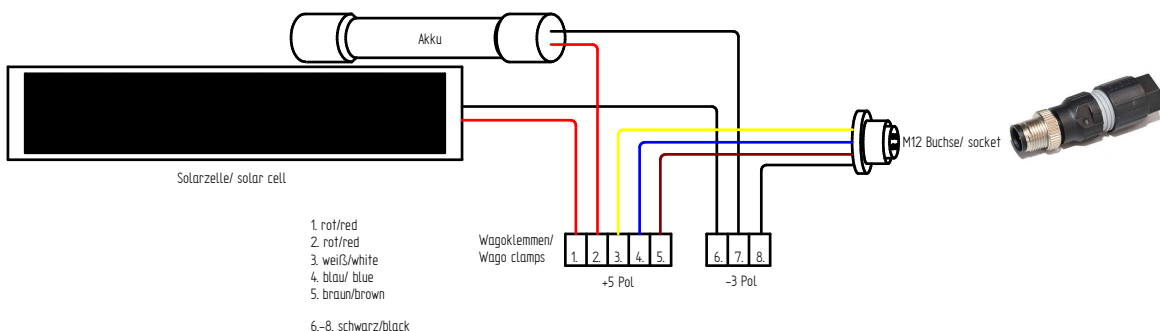 Akku
M12 Buchse/ socket
Solarzelle/ solar cell
1. rot/red
2. rot/red
3. weiß/white
4. blau/ blue
5. braun/brown
6.-8. schwarz/black
Wagoklemmen/
Wago clamps
1. 2. 3. 4. 5.
+5 Pol
6. 7. 8.
-3 Pol